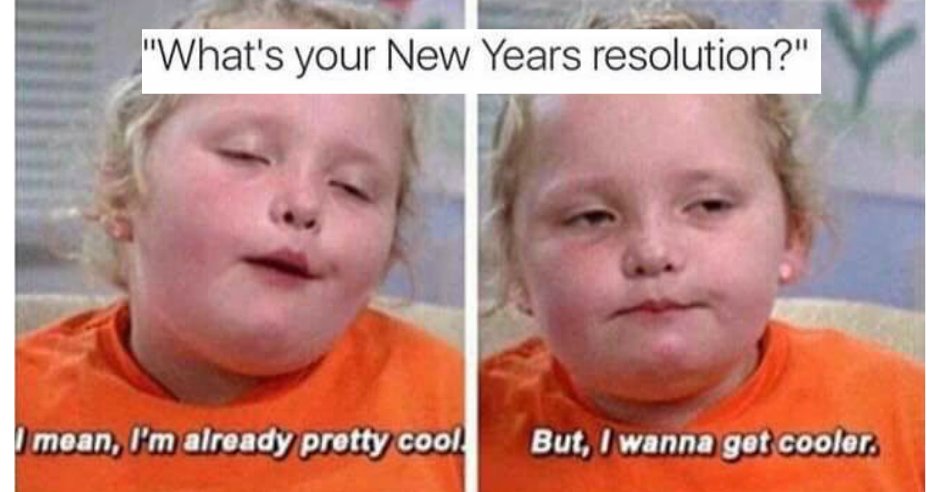 "What's your New Years resolution?"
I mean, I'm already pretty cool.
But, I wanna get cooler.